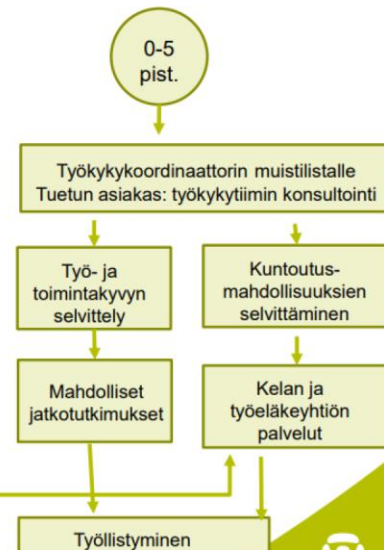 0-5
pist.
Työkykykoordinaattorin muistilistalle
Tuetun asiakas: työkykytiimin konsultointi
Työ- ja
toimintakyvyn
selvittely
Kuntoutus-
mahdollisuuksien
selvittäminen
Mahdolliset
jatkotutkimukset
Kelan ja
työeläkeyhtiön
palvelut
Työllistyminen